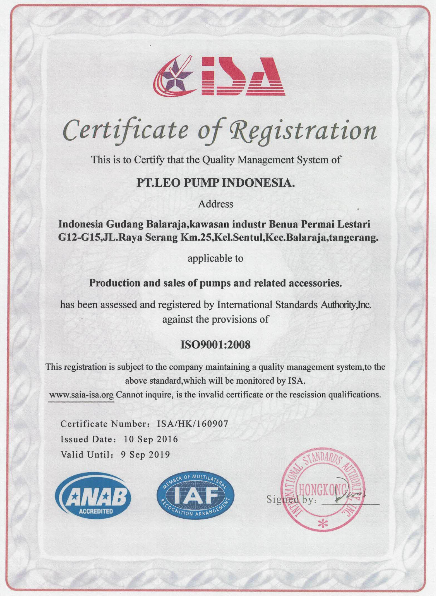 ISA
Certificate of Registration
This is to Certify that the Quality Management System of
PT.LEO PUMP INDONESIA.
Address
Indonesia Gudang Balaraja,kawasan industr Benua Permai Lestari
G12-G15,JL.Raya Serang Km.25,Kel.Sentul,Kec.Balaraja,tangerang.
applicable to
Production and sales of pumps and related accessories.
has been assessed and registered by International Standards Authority,Inc.
against the provisions of
ISO9001:2008
This registration is subject to the company maintaining a quality management system,to the
above standard,which will be monitored by ISA.
www.saia-isa.org Cannot inquire, is the invalid certificate or the rescission qualifications.
Certificate Number: ISA/HK/160907
Issued Date: 10 Sep 2016
Valid Until: 9 Sep 2019
ANAB
ACCREDITED
MEMBER OF MULTILATERAL
IAF
RECOGNITION ARRANGEMENT
INTERNATIONAL STANDARDS AUTHORITY INC.
HONGKONG
Signed by: